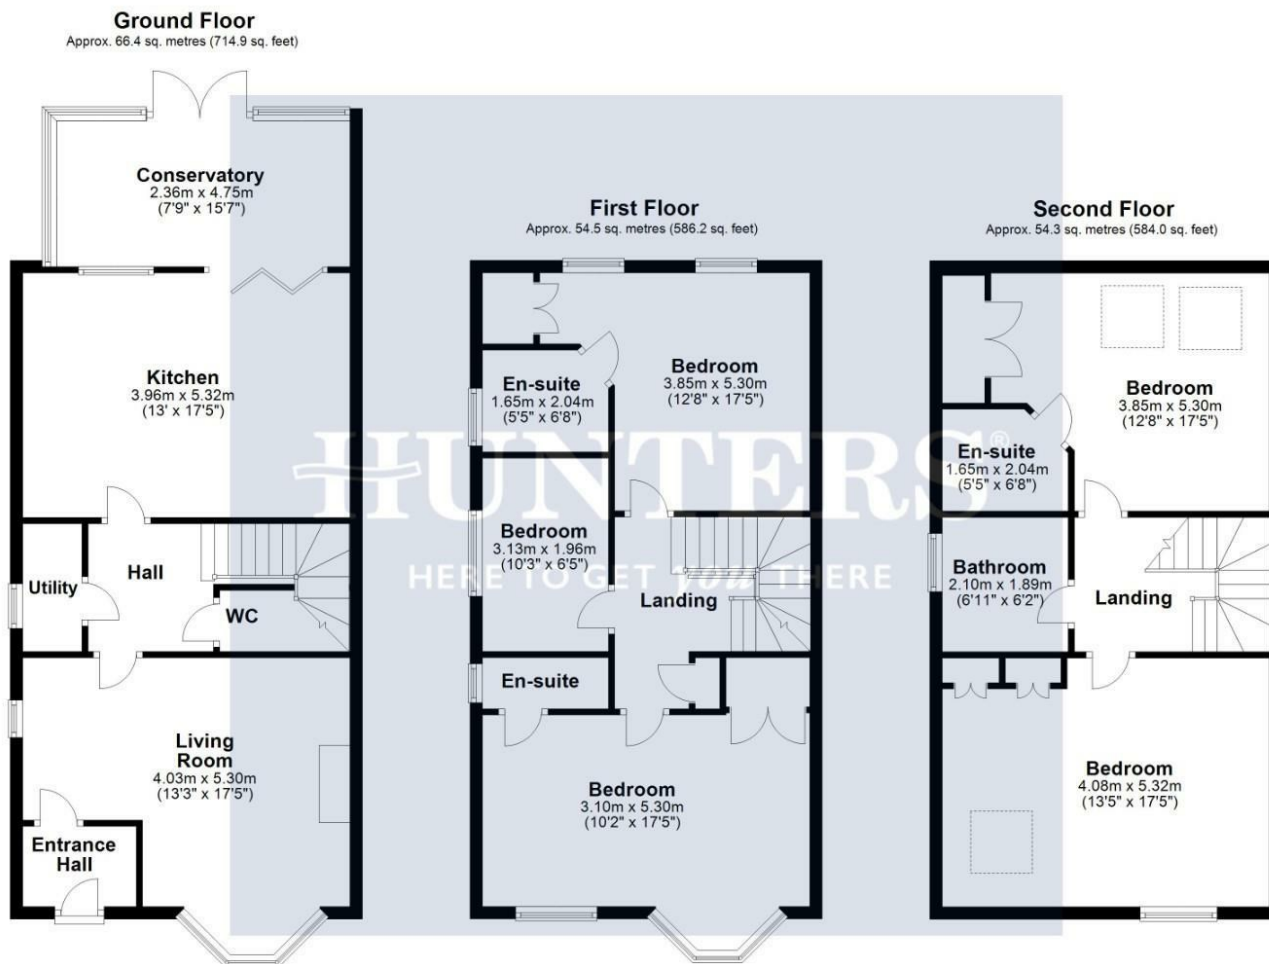 Ground Floor
Approx. 66.4 sq. metres (714.9 sq. feet)
Conservatory
2.36m x 4.75m
(7'9" x 15'7")
Kitchen
3.96m x 5.32m
(13' x 17'5")
Utility
Hall
WC
Living
Room
4.03m x 5.30m
(13'3" x 17'5")
Entrance
Hall
First Floor
Approx. 54.5 sq. metres (586.2 sq. feet)
Bedroom
3.85m x 5.30m
(12'8" x 17'5")
En-suite
1.65m x 2.04m
(5'5" x 6'8")
Bedroom
3.13m x 1.96m
(10'3" x 6'5")
Landing
En-suite
Bedroom
3.10m x 5.30m
(10'2" x 17'5")
Second Floor
Approx. 54.3 sq. metres (584.0 sq. feet)
Bedroom
3.85m x 5.30m
(12'8" x 17'5")
En-suite
1.65m x 2.04m
(5'5" x 6'8")
Bathroom
2.10m x 1.89m
(6'11" x 6'2")
Landing
Bedroom
4.08m x 5.32m
(13'5" x 17'5")
HUNTERS®
HERE TO GET you THERE